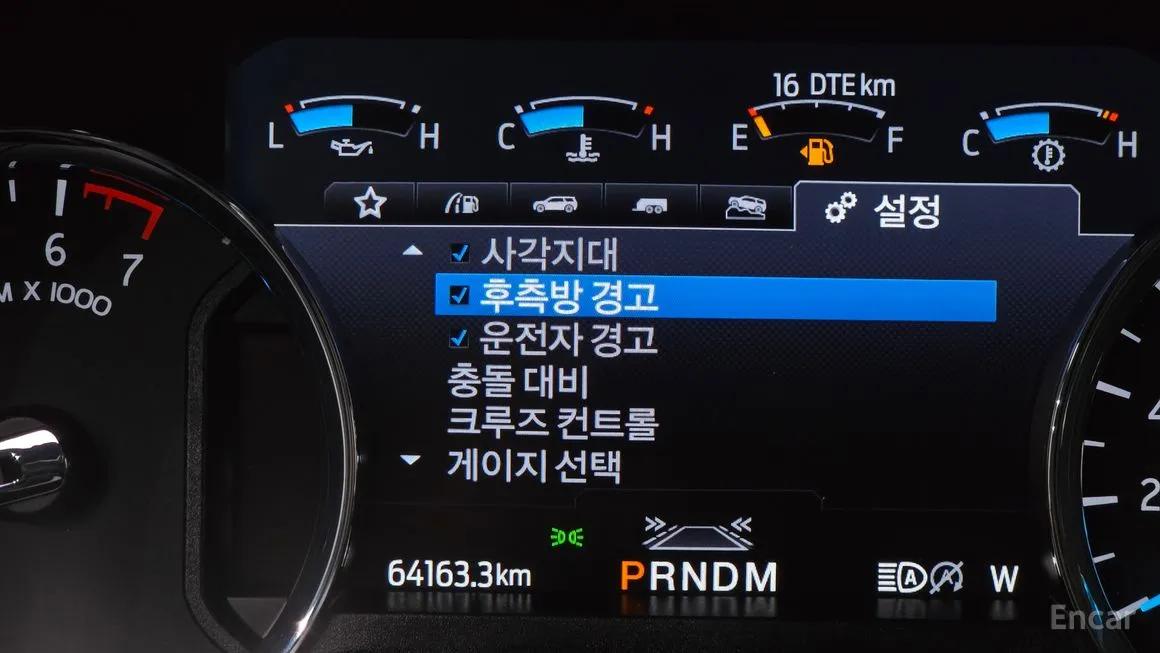 16 DTE km
L H C H E F C H
설정
사각지대
후측방 경고
운전자 경고
충돌 대비
크루즈 컨트롤
게이지 선택
6
7
X 1000
2
64163.3km
PRNDM
A A
W
Encar